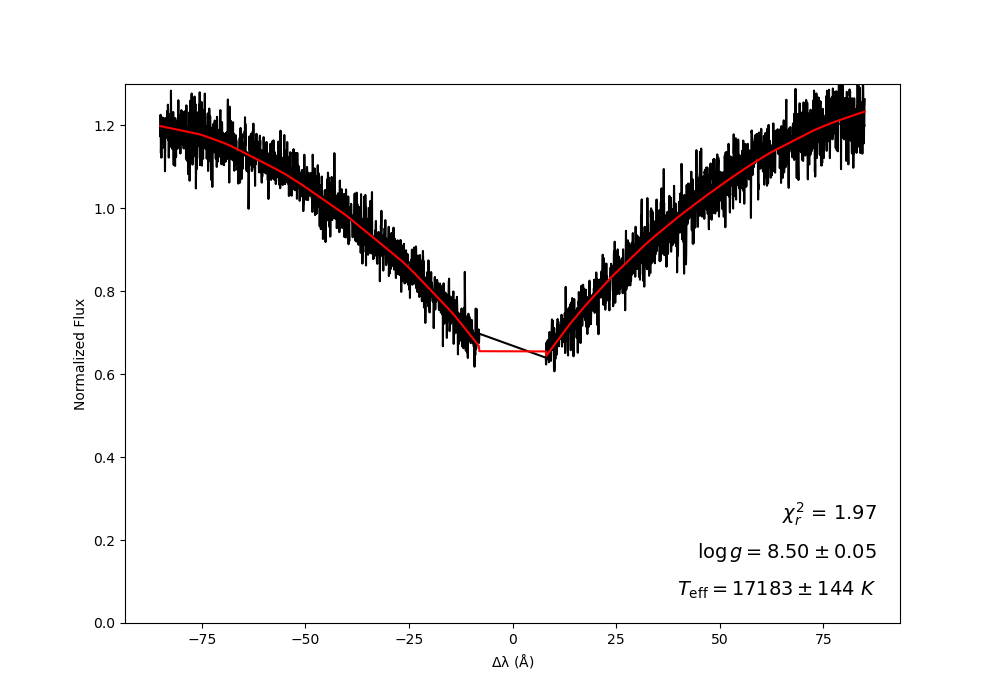 1.2
1.0
0.8
0.6
0.4
0.2
0.0
Normalized Flux
χ²ᵣ = 1.97
log g = 8.50 ± 0.05
T_eff = 17183 ± 144 K
−75 −50 −25 0 25 50 75
Δλ (Å)